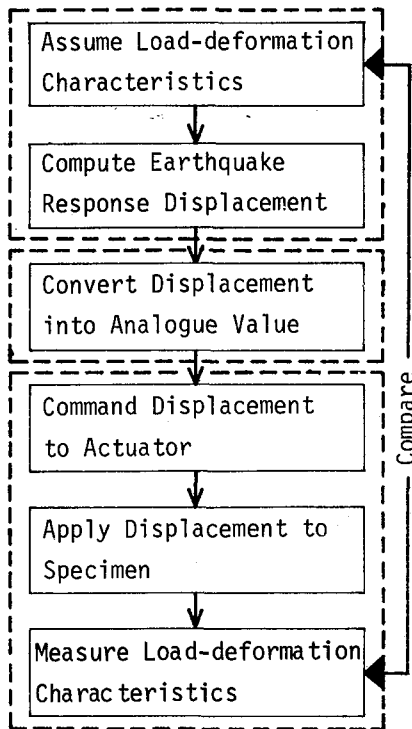 Assume Load-deformation
Characteristics
Compute Earthquake
Response Displacement
Convert Displacement
into Analogue Value
Command Displacement
to Actuator
Apply Displacement to
Specimen
Measure Load-deformation
Characteristics
Compare